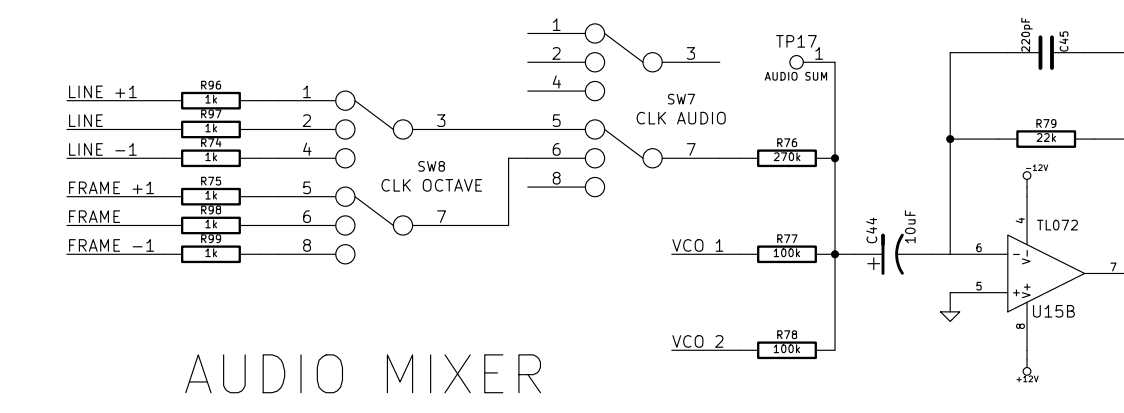 1
2
4
3
SW7
CLK AUDIO
5
6
8
7
LINE +1
R96
1k
1
LINE
R97
1k
2
LINE −1
R74
1k
4
3
SW8
CLK OCTAVE
FRAME +1
R75
1k
5
FRAME
R98
1k
6
FRAME −1
R99
1k
8
7
TP17
1
AUDIO SUM
R76
270k
VCO 1
R77
100k
VCO 2
R78
100k
C44
10uF
+
220pF
C45
R79
22k
−12V
4
TL072
6
−
V−
5
+
V+
7
U15B
8
+12V
AUDIO MIXER